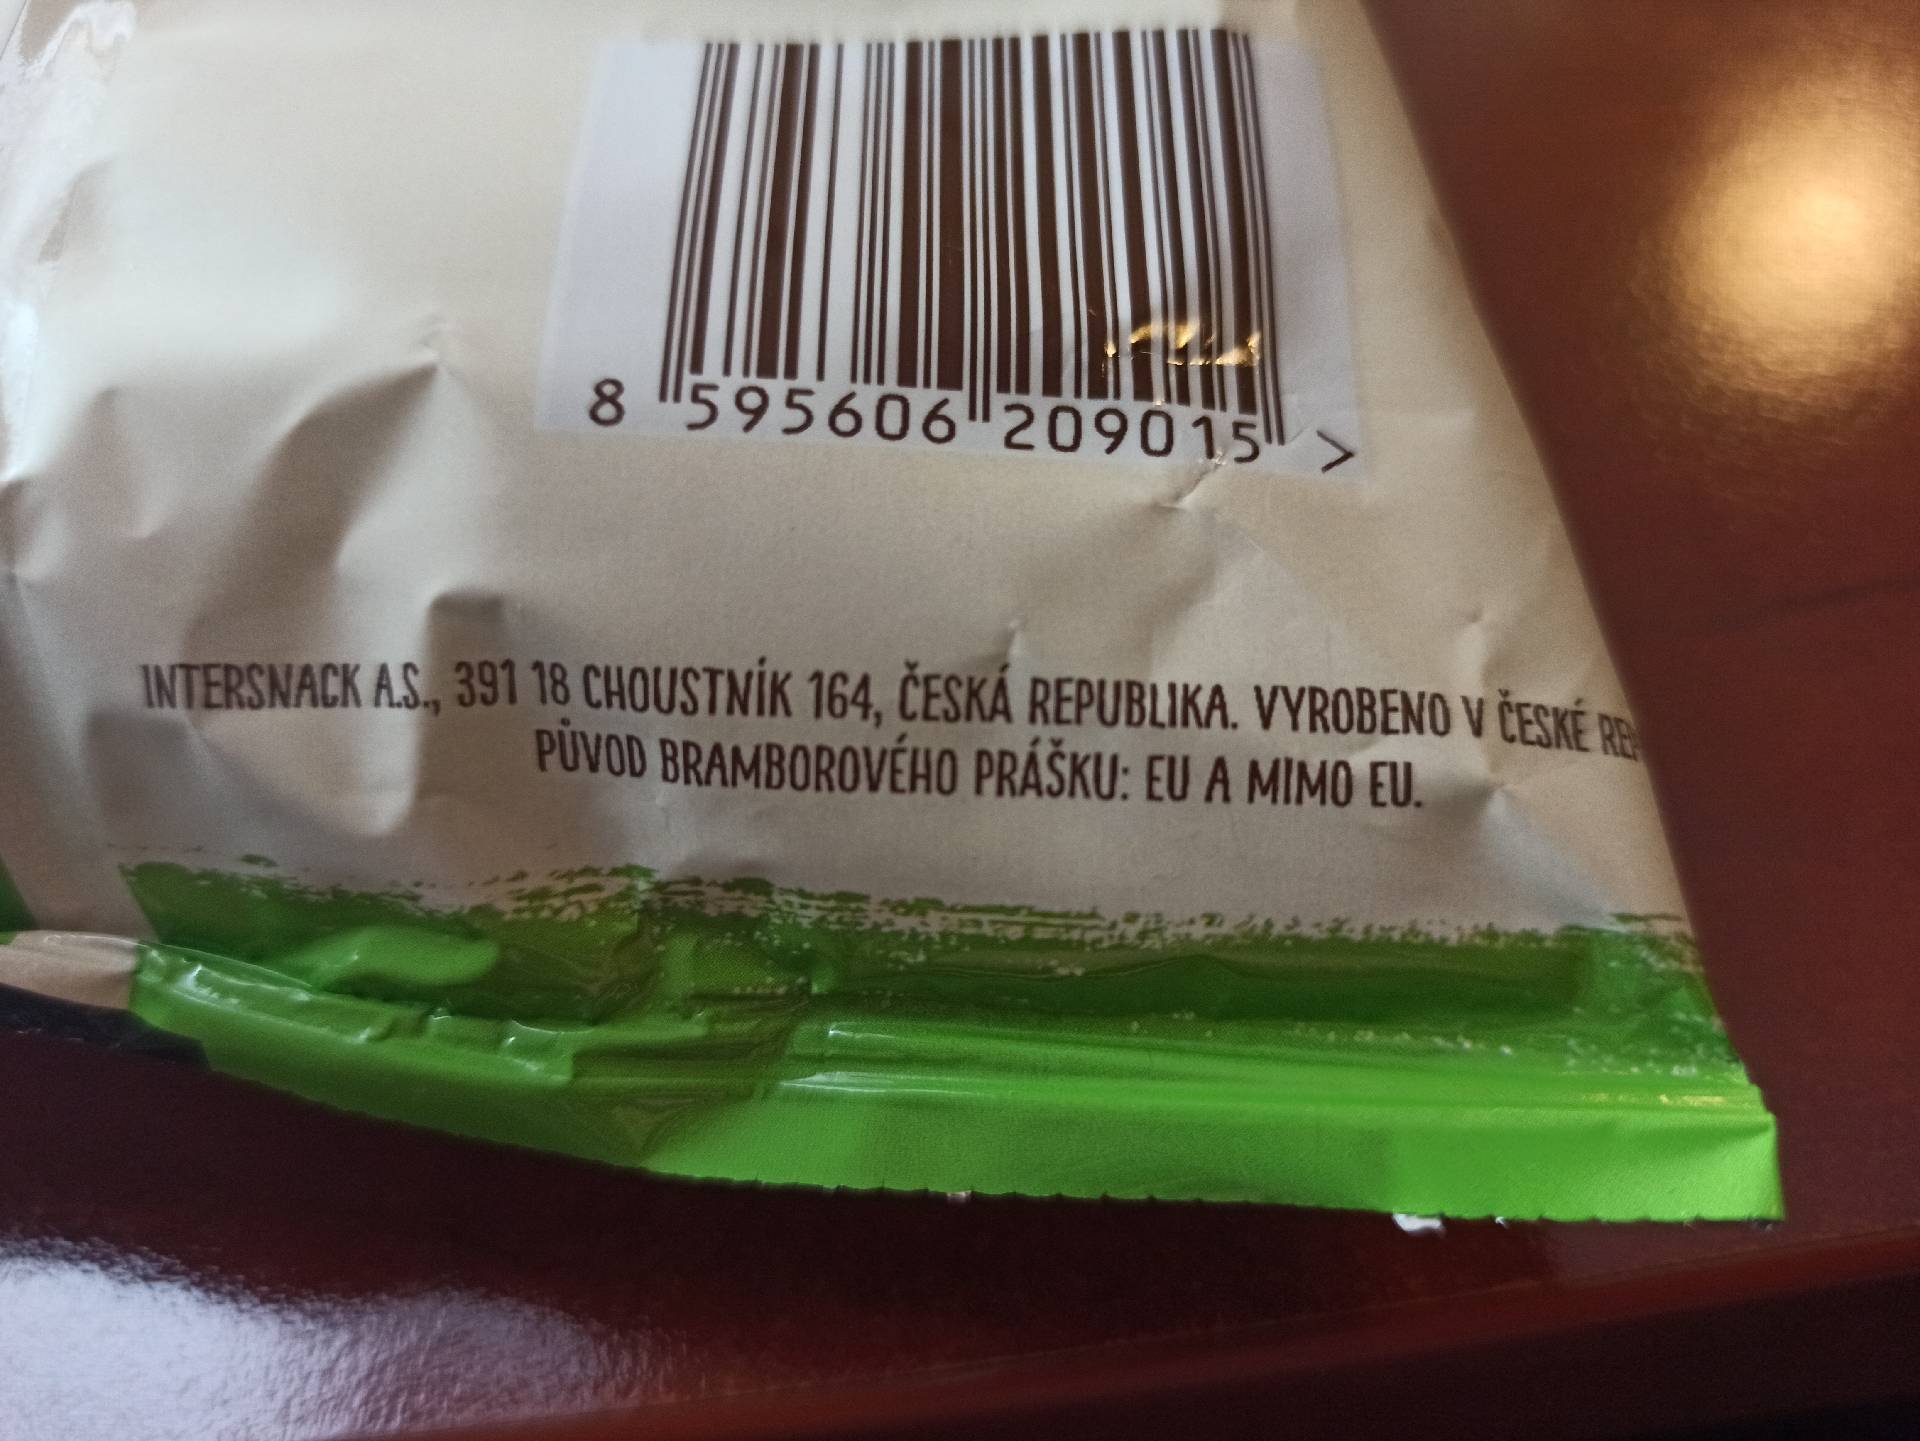 8 595606 209015 >
INTERSNACK A.S., 391 18 CHOUSTNÍK 164, ČESKÁ REPUBLIKA. VYROBENO V ČESKÉ
PŮVOD BRAMBOROVÉHO PRÁŠKU: EU A MIMO EU.